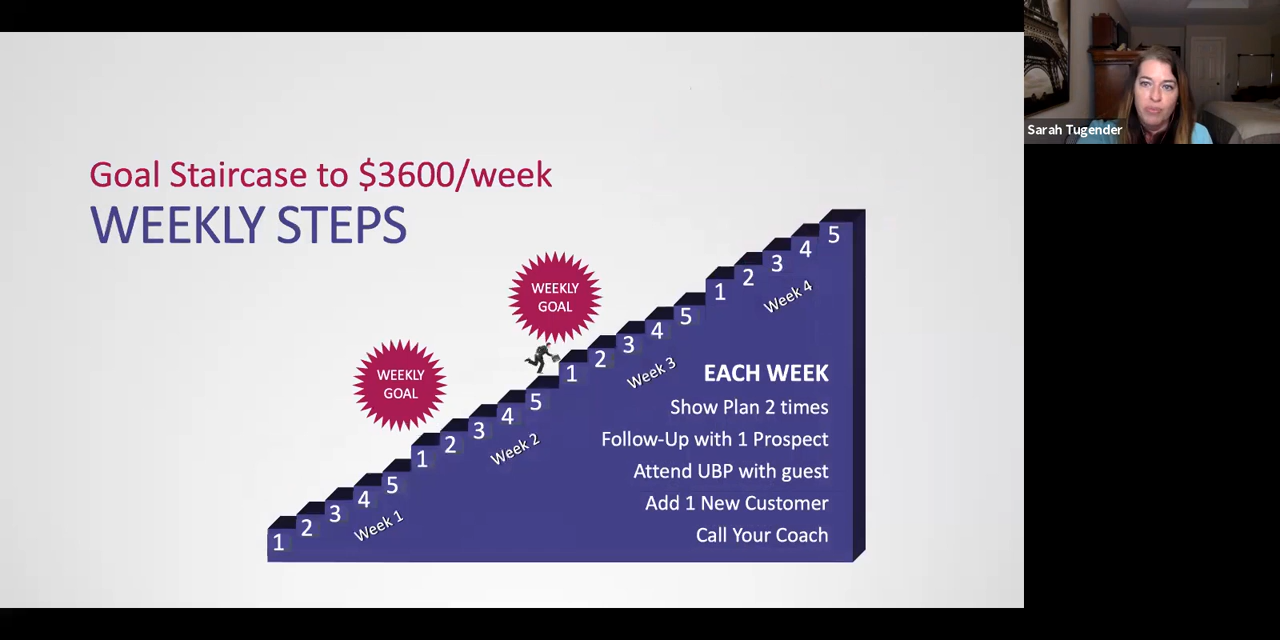 Sarah Tugender
Goal Staircase to $3600/week
WEEKLY STEPS
WEEKLY
GOAL
WEEKLY
GOAL
1 2 3 4 5
Week 1
1 2 3 4 5
Week 2
1 2 3 4 5
Week 3
1 2 3 4 5
Week 4
EACH WEEK
Show Plan 2 times
Follow-Up with 1 Prospect
Attend UBP with guest
Add 1 New Customer
Call Your Coach